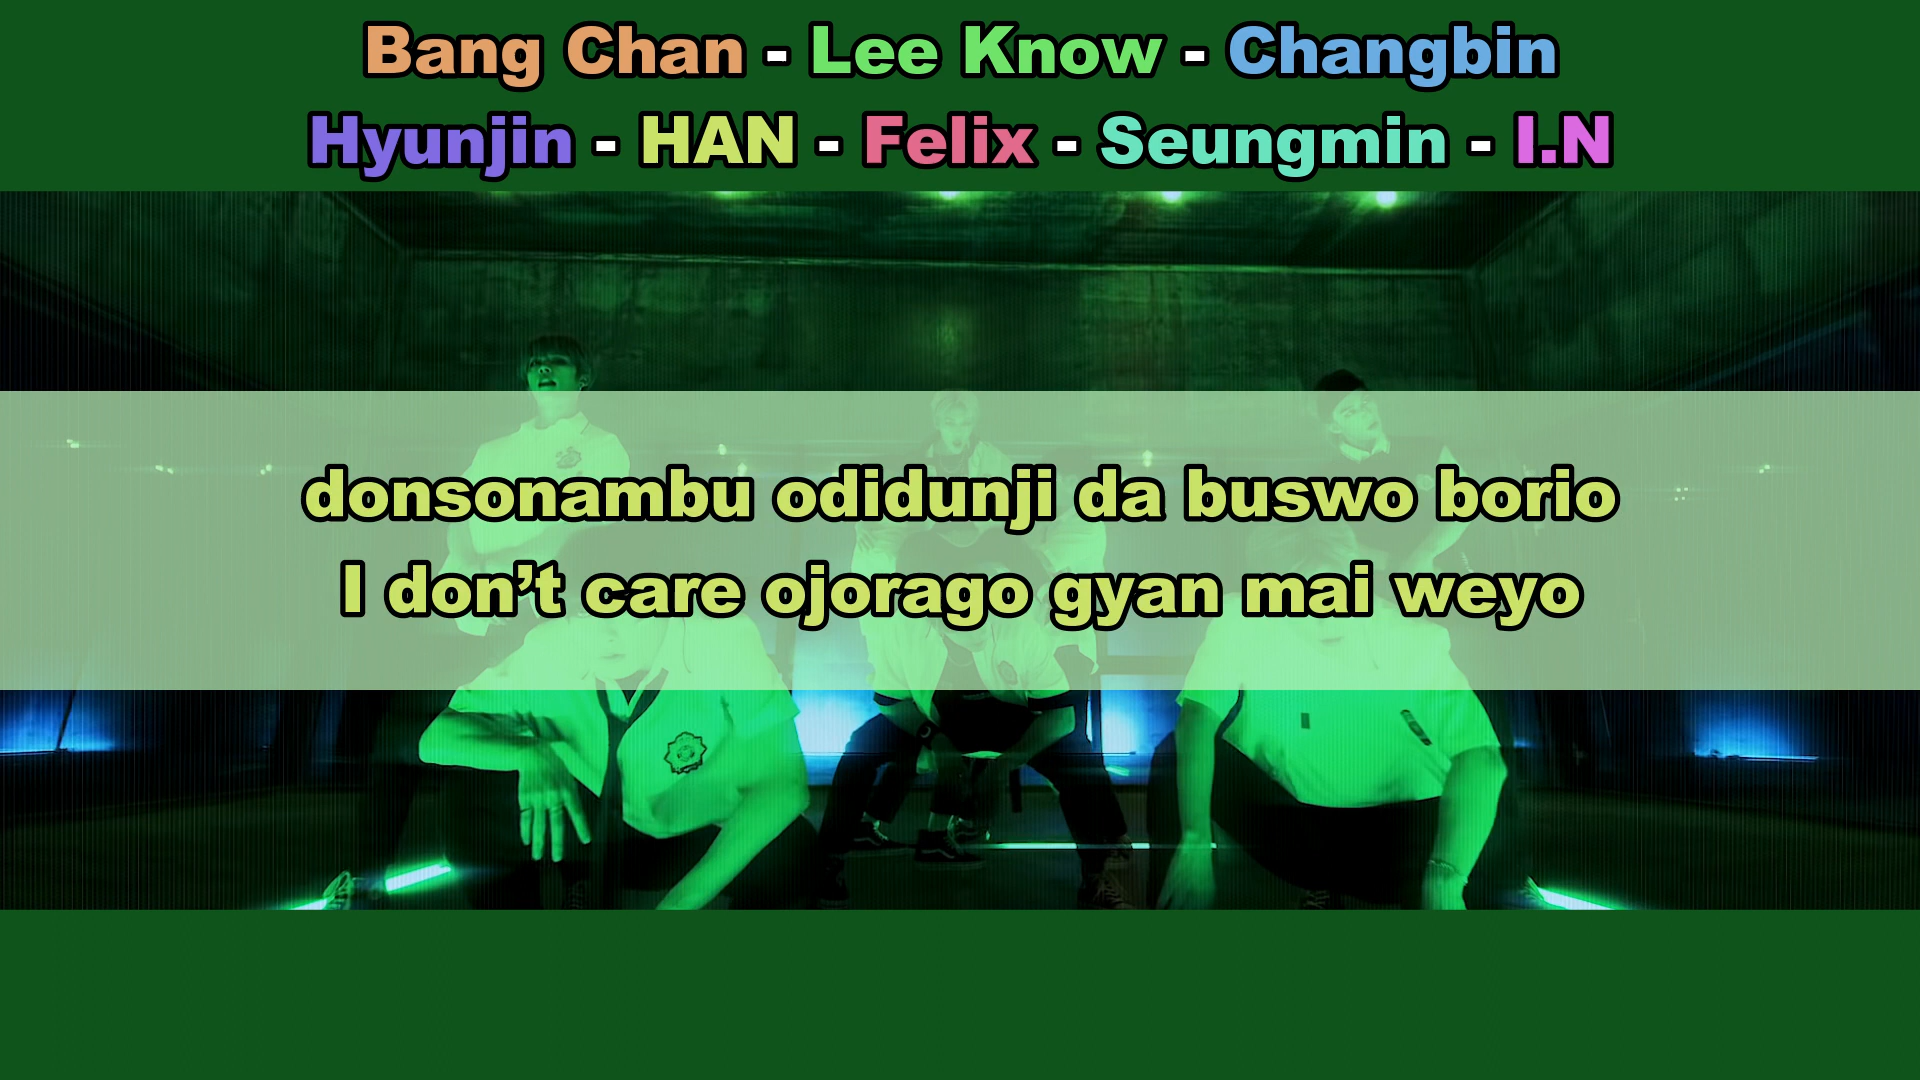 Bang Chan - Lee Know - Changbin
Hyunjin - HAN - Felix - Seungmin - I.N
donsonambu odidunji da buswo borio
I don’t care ojorago gyan mai weyo